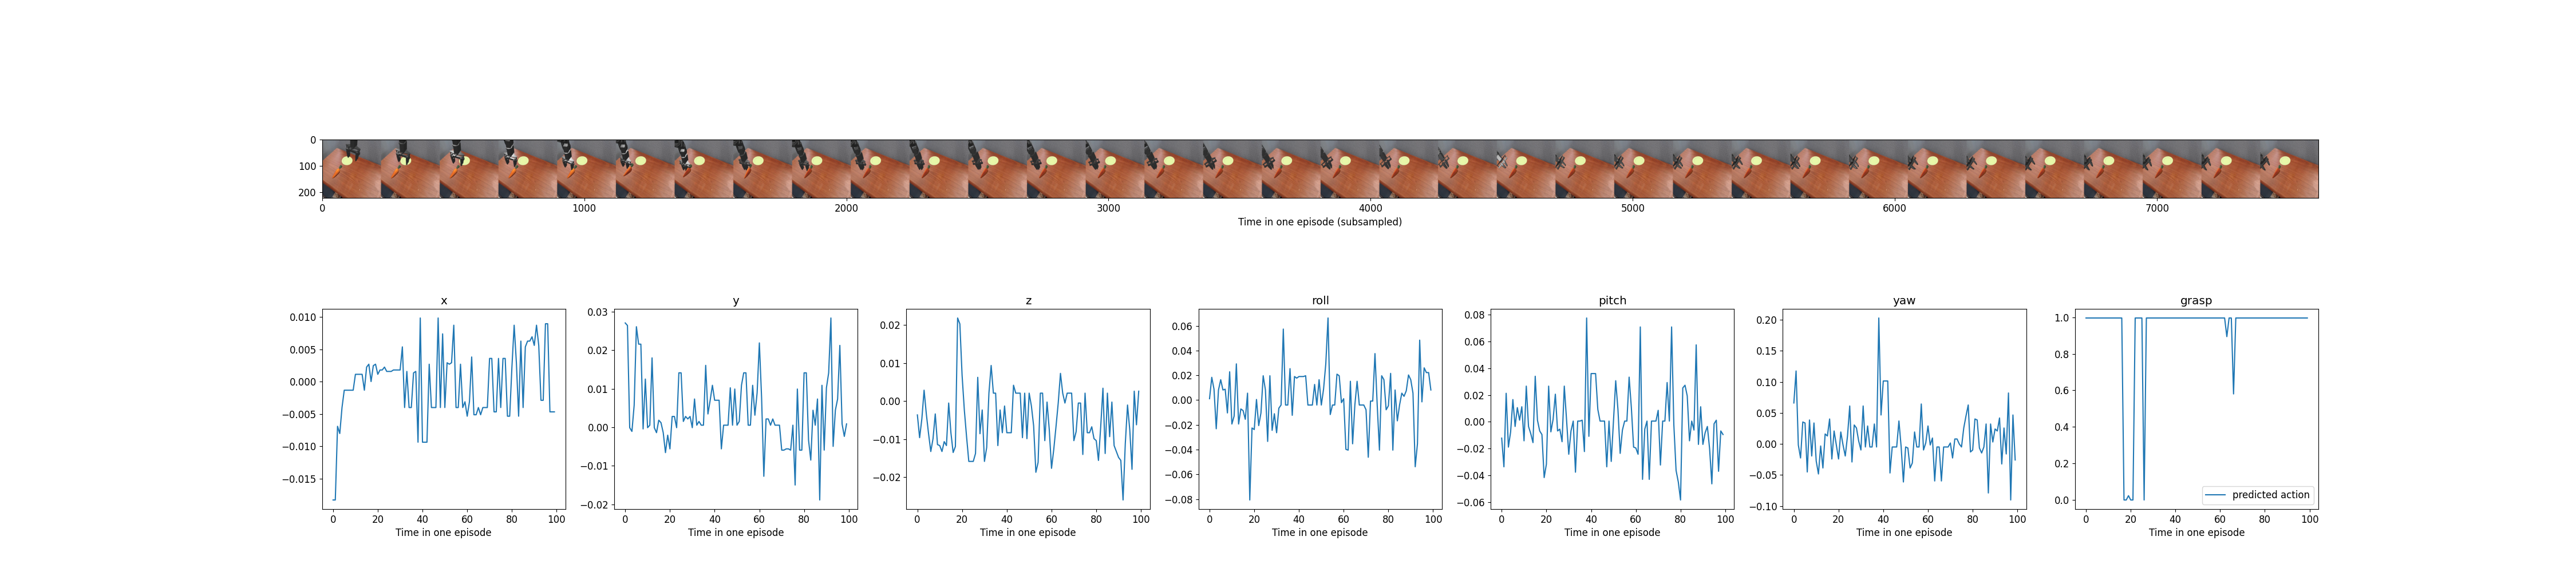 0
100
200
0 1000 2000 3000 4000 5000 6000 7000
Time in one episode (subsampled)
x y z roll pitch yaw grasp
0.010
0.005
0.000
−0.005
−0.010
−0.015
0 20 40 60 80 100
Time in one episode
0.03
0.02
0.01
0.00
−0.01
−0.02
0 20 40 60 80 100
Time in one episode
0.02
0.01
0.00
−0.01
−0.02
0 20 40 60 80 100
Time in one episode
0.06
0.04
0.02
0.00
−0.02
−0.04
−0.06
−0.08
0 20 40 60 80 100
Time in one episode
0.08
0.06
0.04
0.02
0.00
−0.02
−0.04
−0.06
0 20 40 60 80 100
Time in one episode
0.20
0.15
0.10
0.05
0.00
−0.05
−0.10
0 20 40 60 80 100
Time in one episode
1.0
0.8
0.6
0.4
0.2
0.0
predicted action
0 20 40 60 80 100
Time in one episode